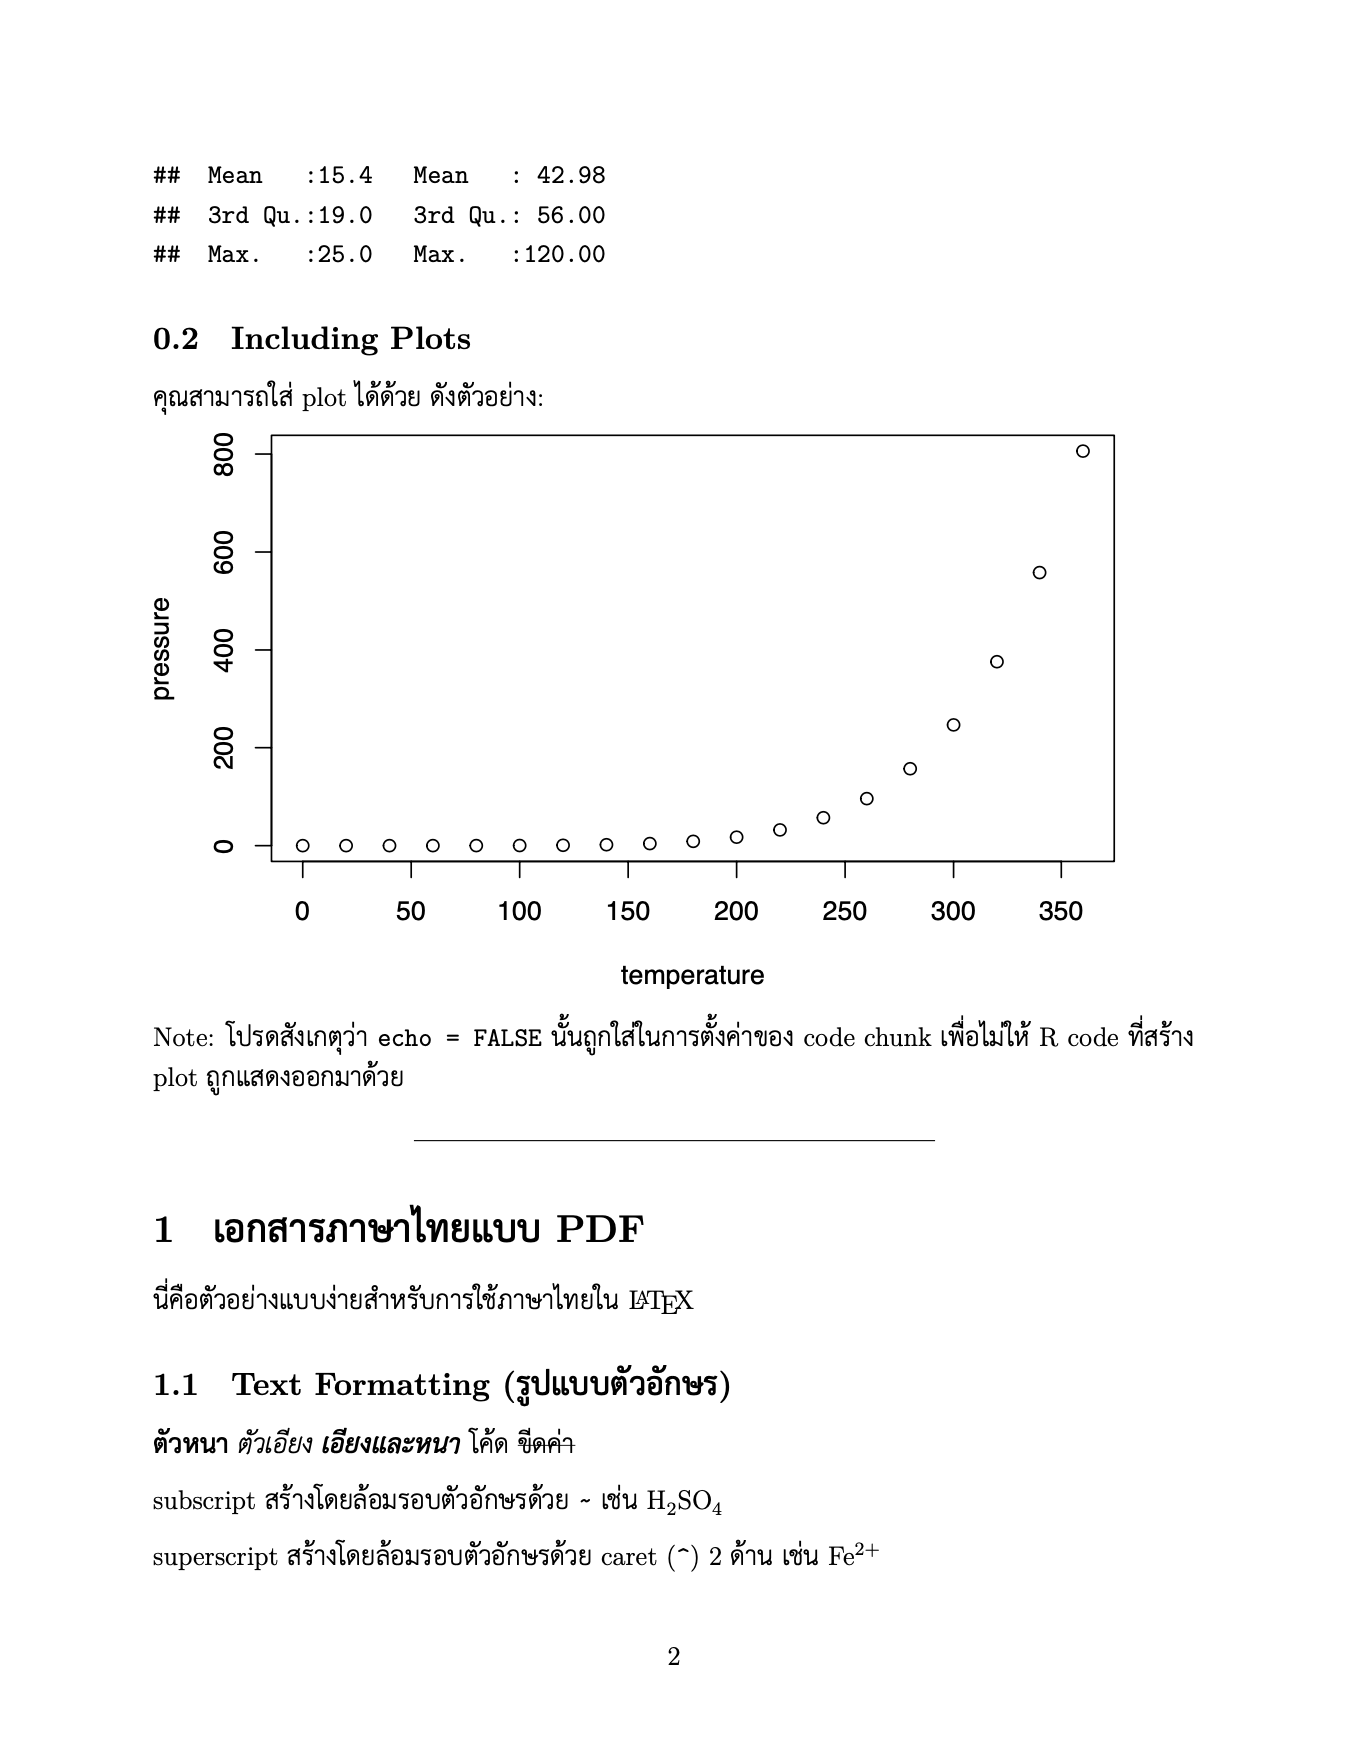 ##  Mean   :15.4   Mean   : 42.98
##  3rd Qu.:19.0   3rd Qu.: 56.00
##  Max.   :25.0   Max.   :120.00
0.2 Including Plots
คุณสามารถใส่ plot ได้ด้วย ดังตัวอย่าง:
pressure
800
600
400
200
0
0 50 100 150 200 250 300 350
temperature
Note: โปรดสังเกตุว่า echo = FALSE นั้นถูกใส่ในการตั้งค่าของ code chunk เพื่อไม่ให้ R code ที่สร้าง
plot ถูกแสดงออกมาด้วย
1 เอกสารภาษาไทยแบบ PDF
นี่คือตัวอย่างแบบง่ายสำหรับการใช้ภาษาไทยใน LATEX
1.1 Text Formatting (รูปแบบตัวอักษร)
ตัวหนา ตัวเอียง เอียงและหนา โค้ด ขีดค่า
subscript สร้างโดยล้อมรอบตัวอักษรด้วย ~ เช่น H₂SO₄
superscript สร้างโดยล้อมรอบตัวอักษรด้วย caret (^) 2 ด้าน เช่น Fe²⁺
2